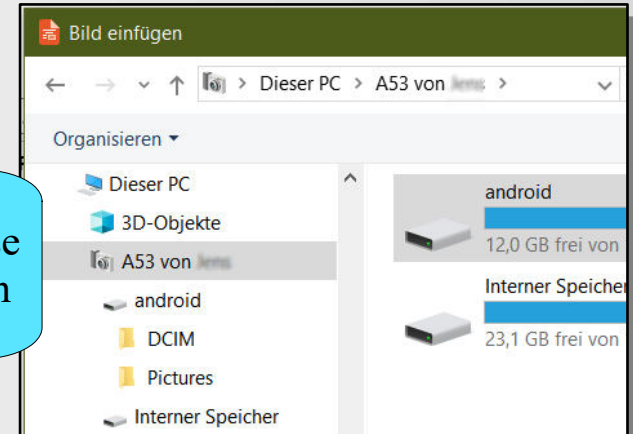 Bild einfügen
Dieser PC > A53 von >
Organisieren
Dieser PC
3D-Objekte
A53 von
android
DCIM
Pictures
Interner Speicher
android
12,0 GB frei von
Interner Speicher
23,1 GB frei von
e
n